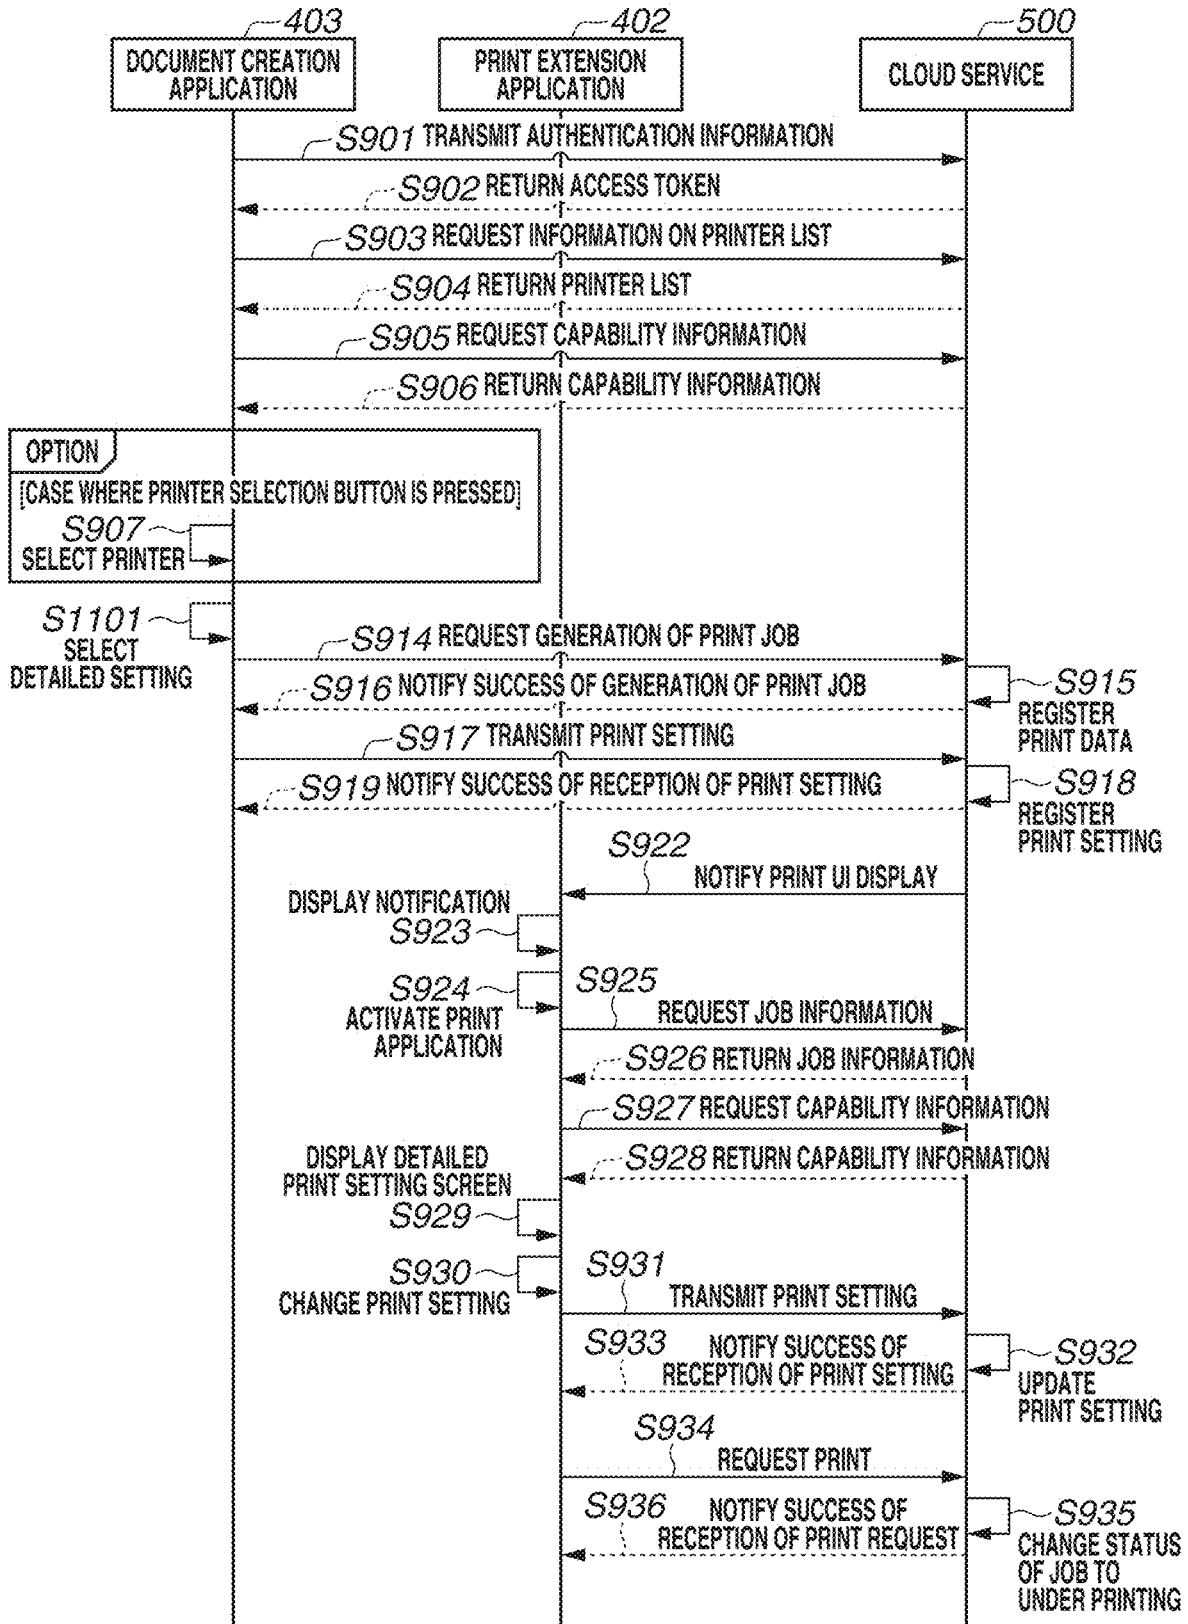 403
402
500
DOCUMENT CREATION
APPLICATION
PRINT EXTENSION
APPLICATION
CLOUD SERVICE
S901 TRANSMIT AUTHENTICATION INFORMATION
S902 RETURN ACCESS TOKEN
S903 REQUEST INFORMATION ON PRINTER LIST
S904 RETURN PRINTER LIST
S905 REQUEST CAPABILITY INFORMATION
S906 RETURN CAPABILITY INFORMATION
OPTION
[CASE WHERE PRINTER SELECTION BUTTON IS PRESSED]
S907
SELECT PRINTER
S1101
SELECT
DETAILED SETTING
S914 REQUEST GENERATION OF PRINT JOB
S915
REGISTER
PRINT DATA
S916 NOTIFY SUCCESS OF GENERATION OF PRINT JOB
S917 TRANSMIT PRINT SETTING
S918
REGISTER
PRINT SETTING
S919 NOTIFY SUCCESS OF RECEPTION OF PRINT SETTING
S922
NOTIFY PRINT UI DISPLAY
DISPLAY NOTIFICATION
S923
S924
ACTIVATE PRINT
APPLICATION
S925
REQUEST JOB INFORMATION
S926 RETURN JOB INFORMATION
S927 REQUEST CAPABILITY INFORMATION
S928 RETURN CAPABILITY INFORMATION
DISPLAY DETAILED
PRINT SETTING SCREEN
S929
S930
CHANGE PRINT SETTING
S931
TRANSMIT PRINT SETTING
S932
UPDATE
PRINT SETTING
S933
NOTIFY SUCCESS OF
RECEPTION OF PRINT SETTING
S934
REQUEST PRINT
S935
CHANGE STATUS
OF JOB TO
UNDER PRINTING
S936
NOTIFY SUCCESS OF
RECEPTION OF PRINT REQUEST